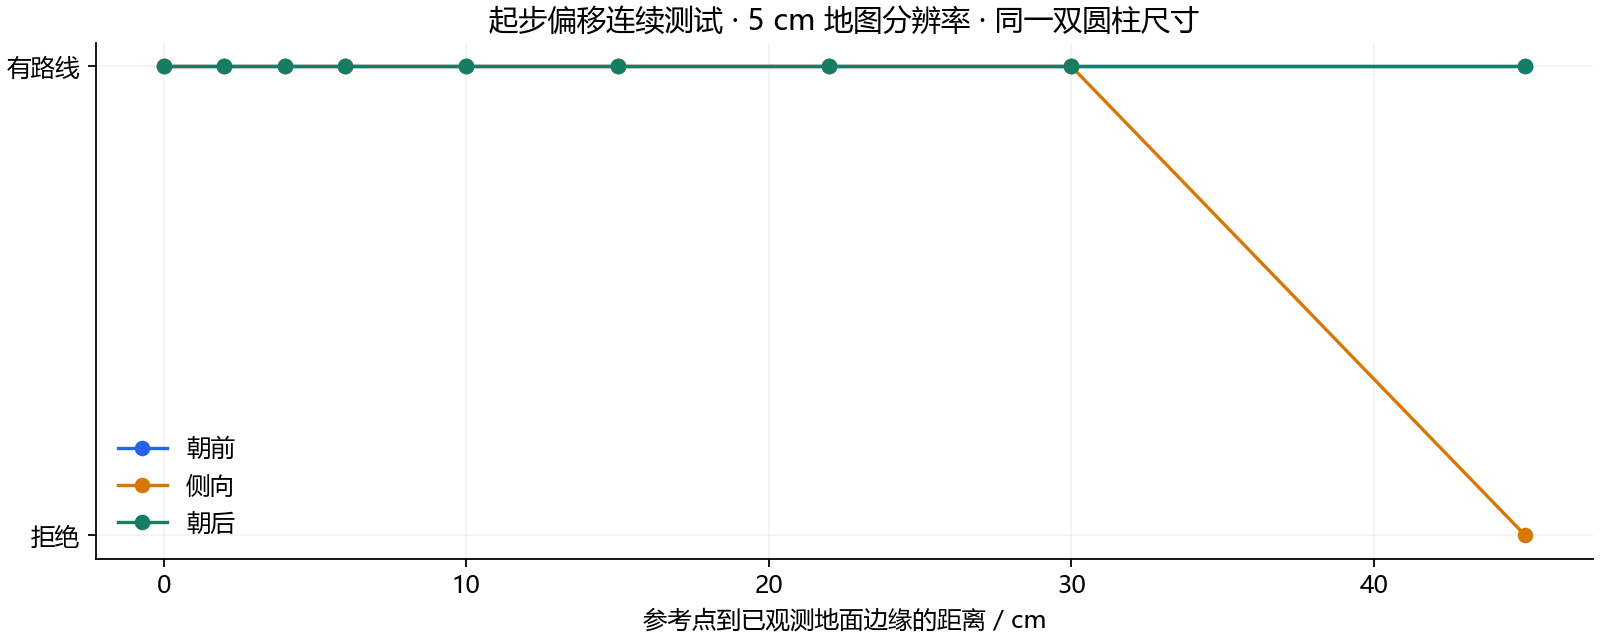 起步偏移连续测试 · 5 cm 地图分辨率 · 同一双圆柱尺寸
有路线
拒绝
朝前
侧向
朝后
0 10 20 30 40
参考点到已观测地面边缘的距离 / cm